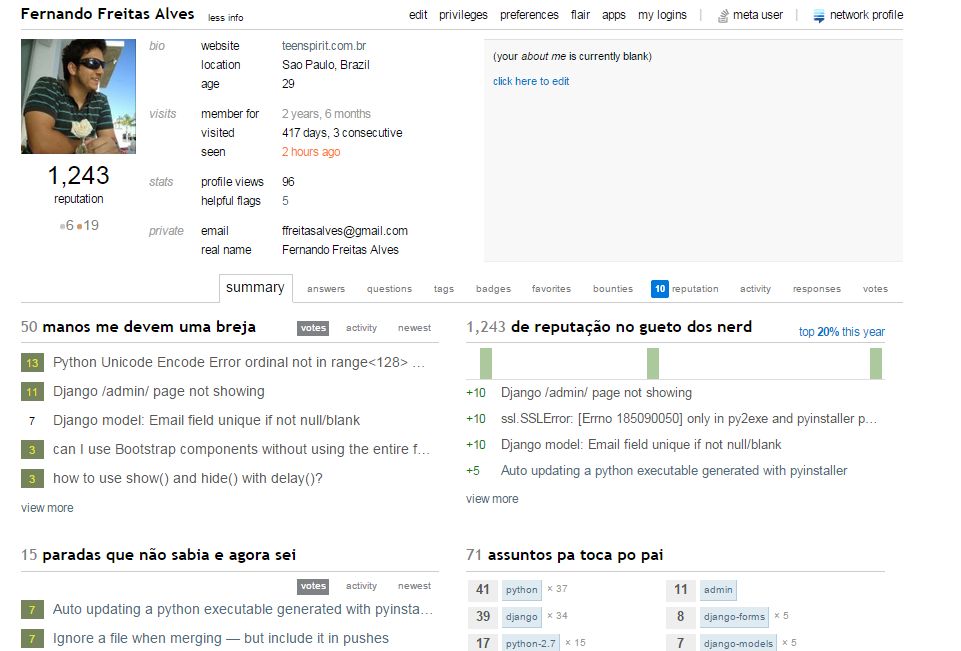 Fernando Freitas Alves less info edit privileges preferences flair apps my logins | meta user | network profile
bio website teenspirit.com.br
location Sao Paulo, Brazil
age 29
visits member for 2 years, 6 months
visited 417 days, 3 consecutive
seen 2 hours ago
1,243
reputation
6 19
stats profile views 96
helpful flags 5
private email ffreitasalves@gmail.com
real name Fernando Freitas Alves
(your about me is currently blank)
click here to edit
summary answers questions tags badges favorites bounties 10 reputation activity responses votes
50 manos me devem uma breja votes activity newest
13 Python Unicode Encode Error ordinal not in range<128> ...
11 Django /admin/ page not showing
7 Django model: Email field unique if not null/blank
3 can I use Bootstrap components without using the entire f...
3 how to use show() and hide() with delay()?
view more
1,243 de reputação no gueto dos nerd top 20% this year
+10 Django /admin/ page not showing
+10 ssl.SSLError: [Errno 185090050] only in py2exe and pyinstaller p...
+10 Django model: Email field unique if not null/blank
+5 Auto updating a python executable generated with pyinstaller
view more
15 paradas que não sabia e agora sei
votes activity newest
7 Auto updating a python executable generated with pyinsta...
7 Ignore a file when merging — but include it in pushes
71 assuntos pa toca po pai
41 python × 37 11 admin
39 django × 34 8 django-forms × 5
17 python-2.7 × 15 7 django-models × 5